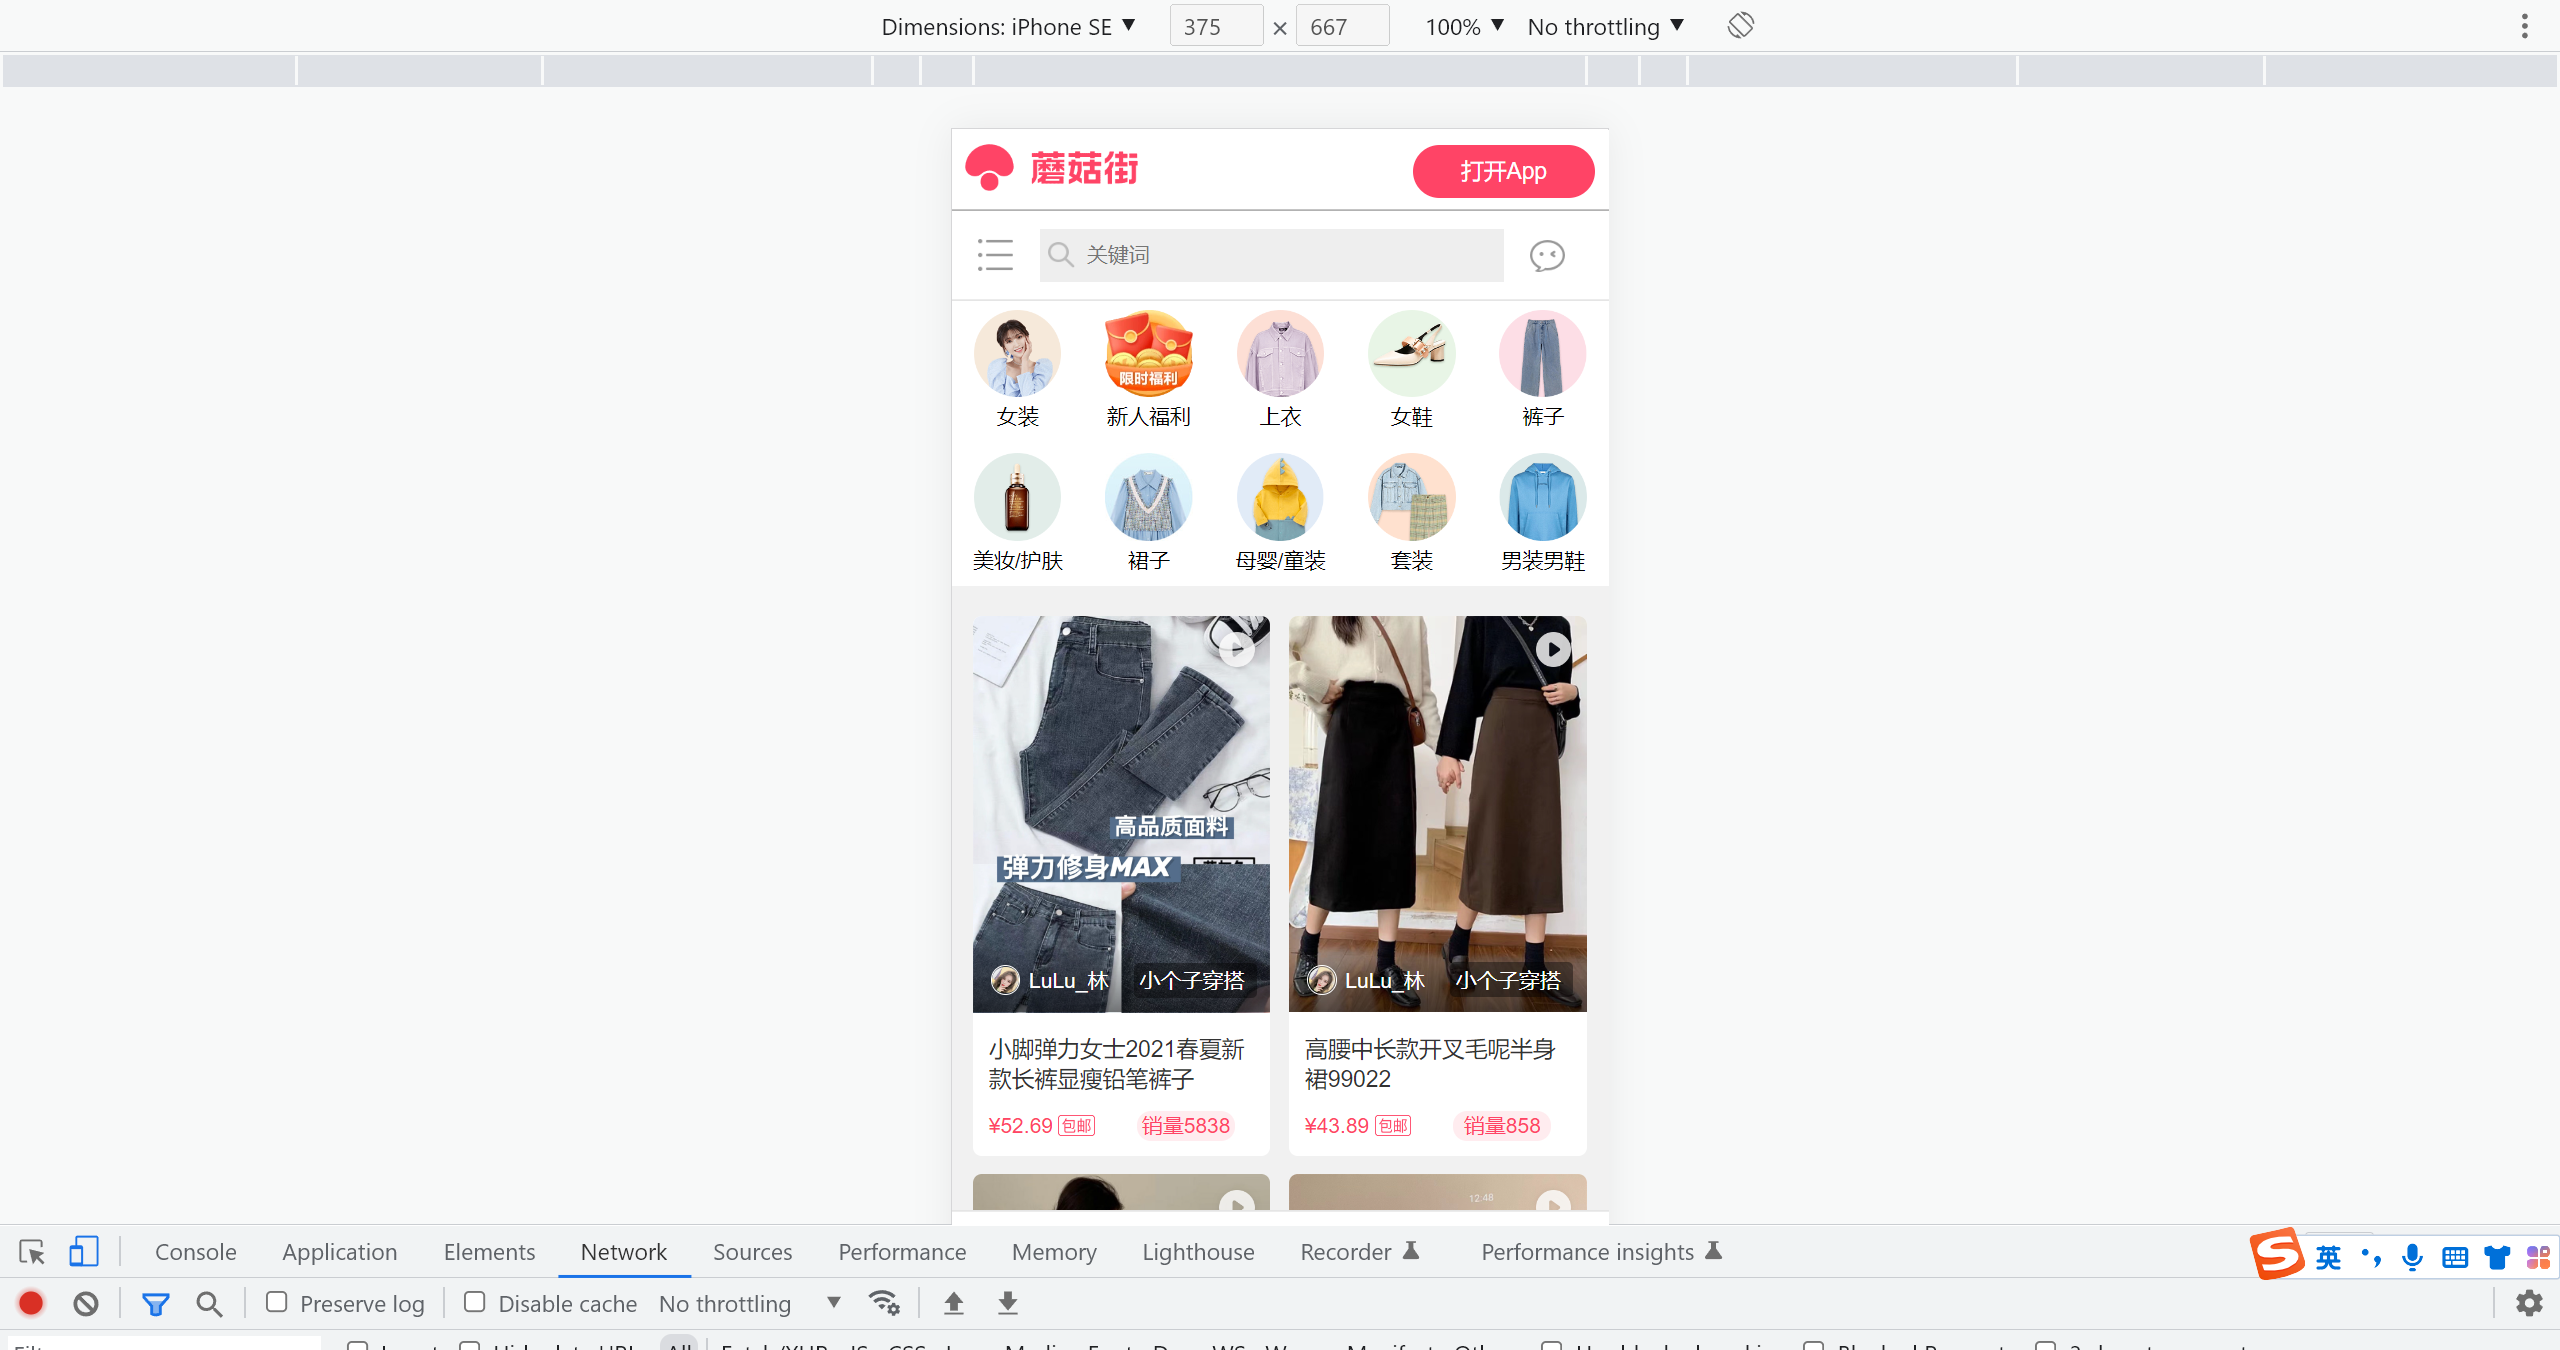 Dimensions: iPhone SE 375 × 667 100% No throttling
蘑菇街 打开App
关键词
限时福利
女装 新人福利 上衣 女鞋 裤子
美妆/护肤 裙子 母婴/童装 套装 男装男鞋
高品质面料
弹力修身MAX
LuLu_林 小个子穿搭 LuLu_林 小个子穿搭
小脚弹力女士2021春夏新
款长裤显瘦铅笔裤子
¥52.69 包邮 销量5838
高腰中长款开叉毛呢半身
裙99022
¥43.89 包邮 销量858
12:48
Console Application Elements Network Sources Performance Memory Lighthouse Recorder Performance insights
英
Preserve log Disable cache No throttling
All